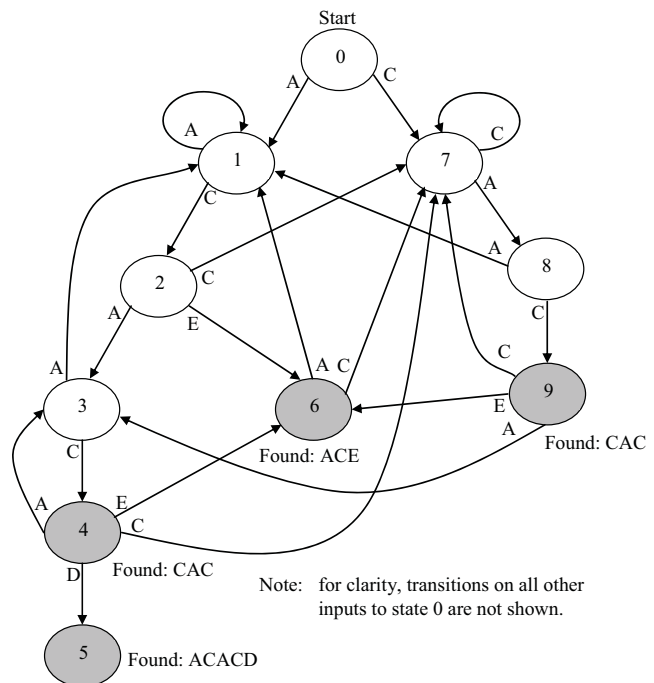 Start
0
A C
A C
1 7
C A
2 8
C A
A E C
C
A A C
3 6 E 9
A
C Found: ACE Found: CAC
A E
4 C
D Found: CAC
Note: for clarity, transitions on all other
inputs to state 0 are not shown.
5 Found: ACACD